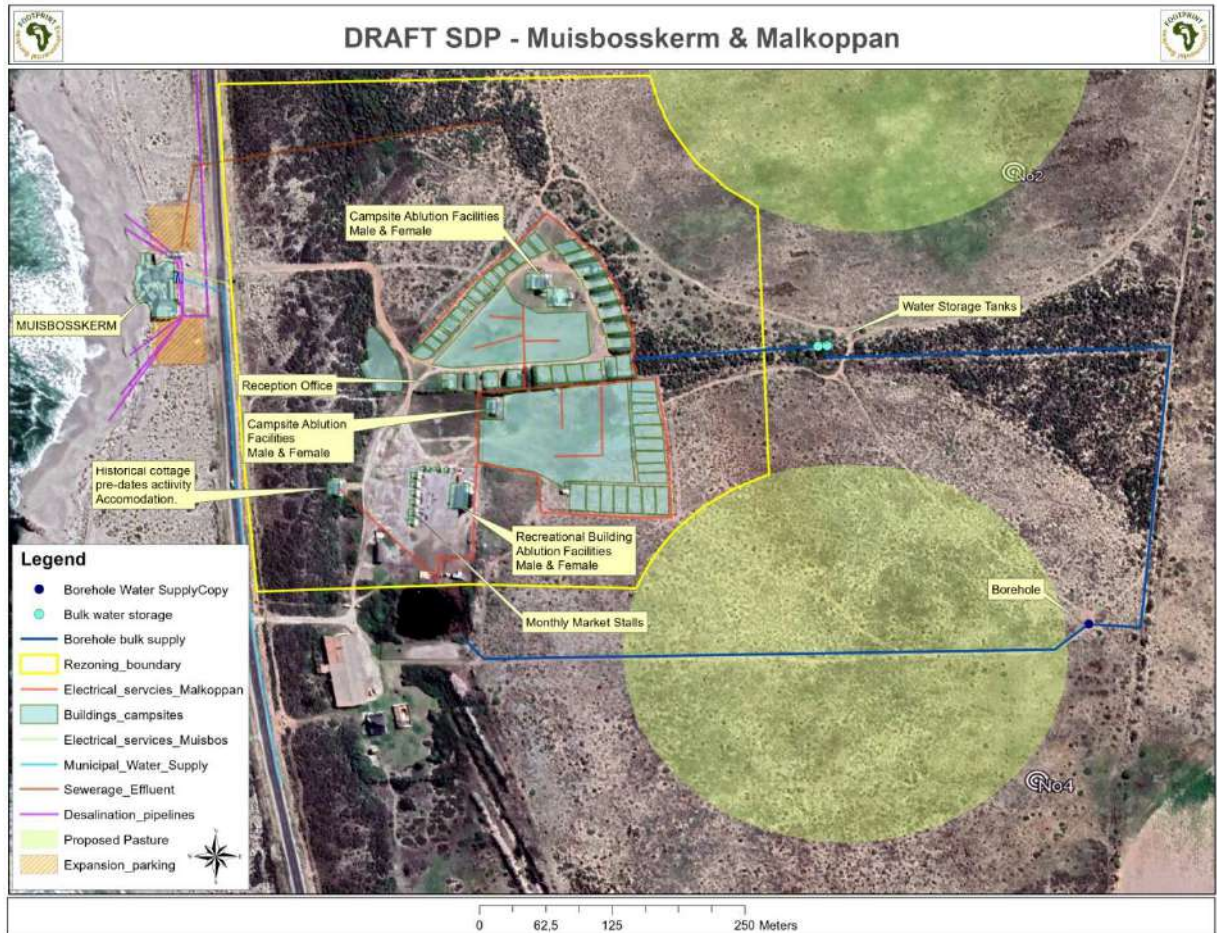 FOOTPRINT
DRAFT SDP - Muisbosskerm & Malkoppan
FOOTPRINT
No2
Campsite Ablution Facilities
Male & Female
MUISBOSSKERM
Water Storage Tanks
Reception Office
Campsite Ablution
Facilities
Male & Female
Historical cottage
pre-dates activity
Accomodation.
Recreational Building
Ablution Facilities
Male & Female
Borehole
Monthly Market Stalls
No4
Legend
Borehole Water SupplyCopy
Bulk water storage
Borehole bulk supply
Rezoning_boundary
Electrical_servcies_Malkoppan
Buildings_campsites
Electrical_services_Muisbos
Municipal_Water_Supply
Sewerage_Effluent
Desalination_pipelines
Proposed Pasture
Expansion_parking
0 62,5 125 250 Meters